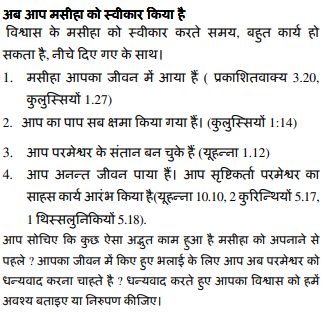 अब आप मसीहा को स्वीकार किया है
विश्वास के मसीहा को स्वीकार करते समय, बहुत कार्य हो
सकता है, नीचे दिए गए के साथ।
1. मसीहा आपका जीवन में आया हैं ( प्रकाशितवाक्य 3.20,
कुलुस्सियों 1.27)
2. आप का पाप सब क्षमा किया गया हैं। (कुलुस्सियों 1:14)
3. आप परमेश्वर के संतान बन चुके हैं (यूहन्ना 1.12)
4. आप अनन्त जीवन पाया हैं। आप सृष्टिकर्ता परमेश्वर का
साहस कार्य आरंभ किया है(यूहन्ना 10.10, 2 कुरिन्थियों 5.17,
1 थिस्सलुनिकियों 5.18).
आप सोचिए कि कुछ ऐसा अद्भुत काम हुआ है मसीहा को अपनाने से
पहले ? आपका जीवन में किए हुए भलाई के लिए आप अब परमेश्वर को
धन्यवाद करना चाहते है ? धन्यवाद करते हुए आपका विश्वास को हमें
अवश्य बताइए या निरुपण कीजिए।